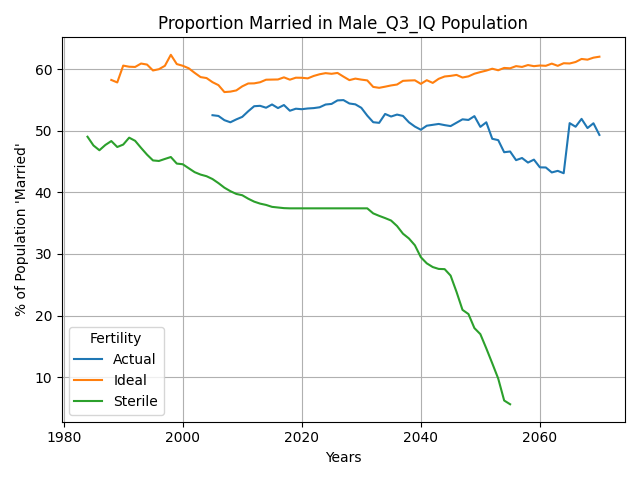 Proportion Married in Male_Q3_IQ Population
% of Population 'Married'
60
50
40
30
20
10
Fertility
Actual
Ideal
Sterile
1980 2000 2020 2040 2060
Years